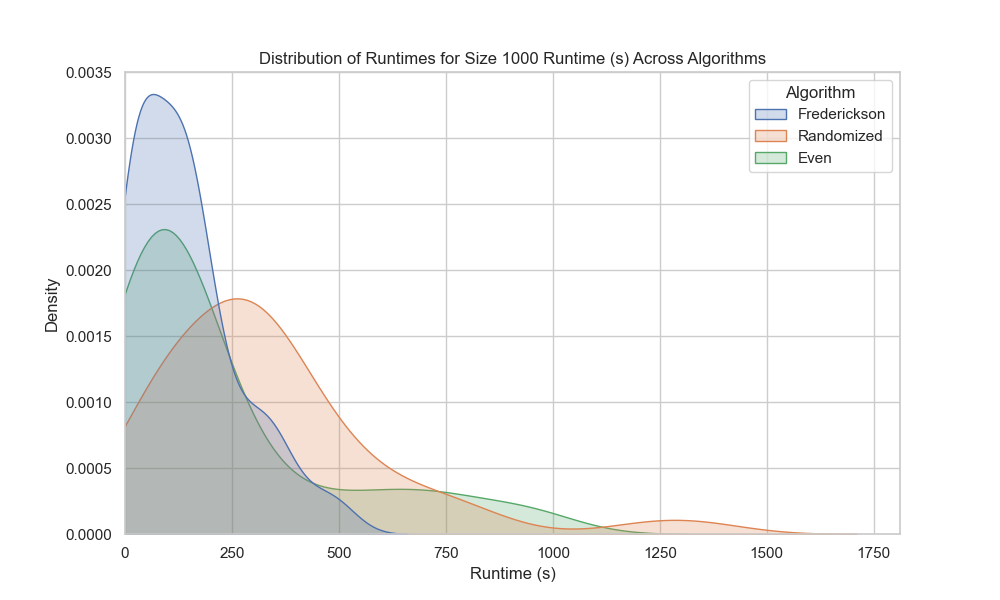 Distribution of Runtimes for Size 1000 Runtime (s) Across Algorithms
Algorithm
Frederickson
Randomized
Even
Density
0.0035
0.0030
0.0025
0.0020
0.0015
0.0010
0.0005
0.0000
0 250 500 750 1000 1250 1500 1750
Runtime (s)